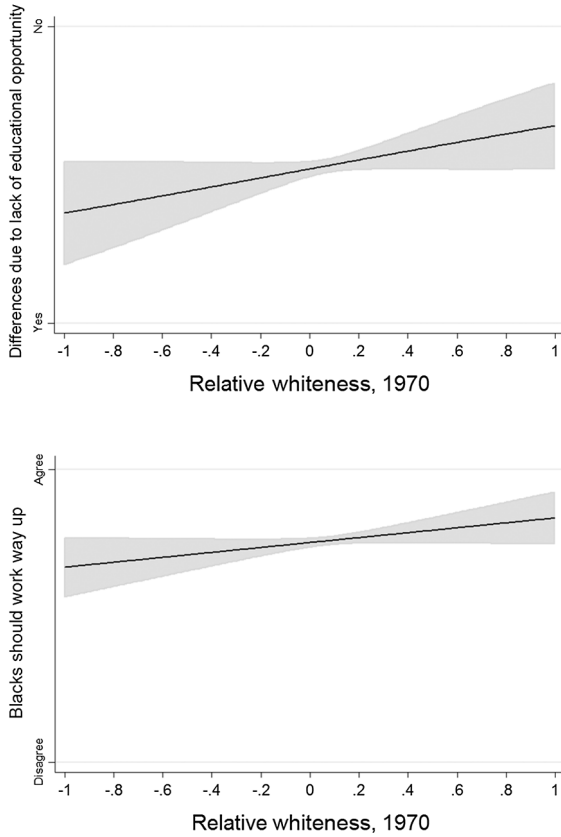 Differences due to lack of educational opportunity
No
Yes
-1 -.8 -.6 -.4 -.2 0 .2 .4 .6 .8 1
Relative whiteness, 1970
Blacks should work way up
Agree
Disagree
-1 -.8 -.6 -.4 -.2 0 .2 .4 .6 .8 1
Relative whiteness, 1970